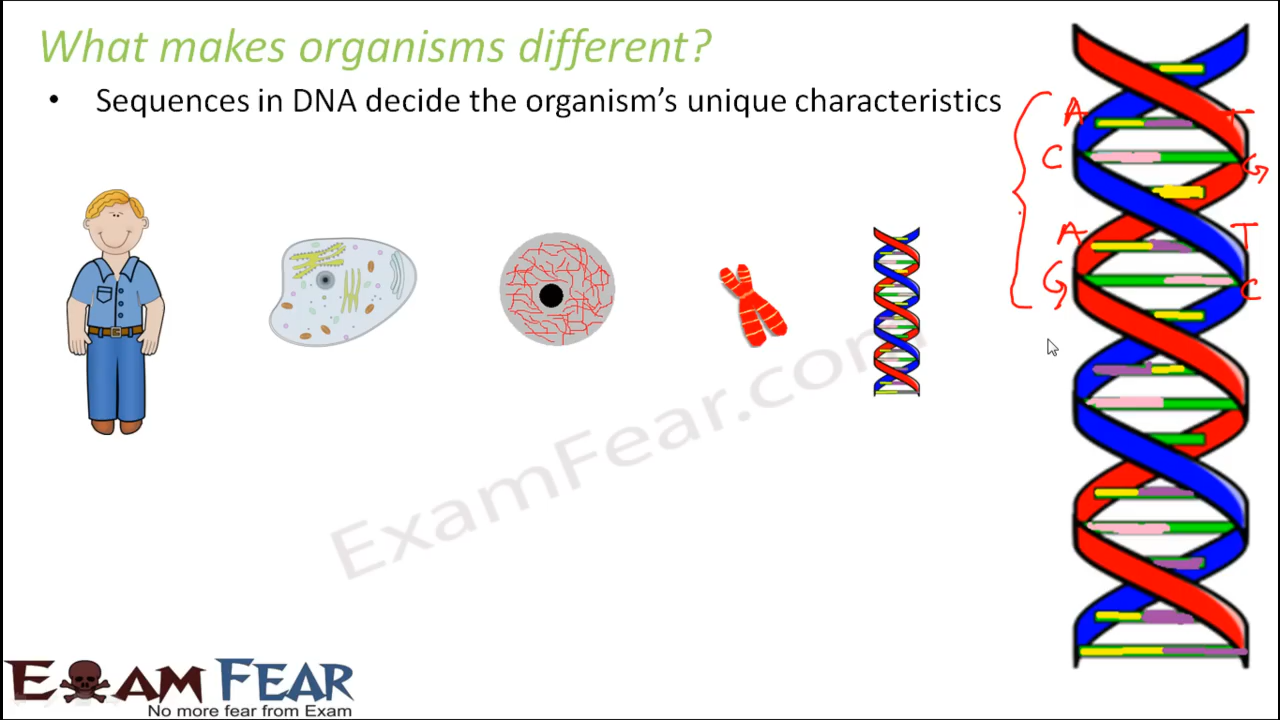 What makes organisms different?
• Sequences in DNA decide the organism's unique characteristics
A T
C G
A T
G C
ExamFear.com
EXAM FEAR
No more fear from Exam